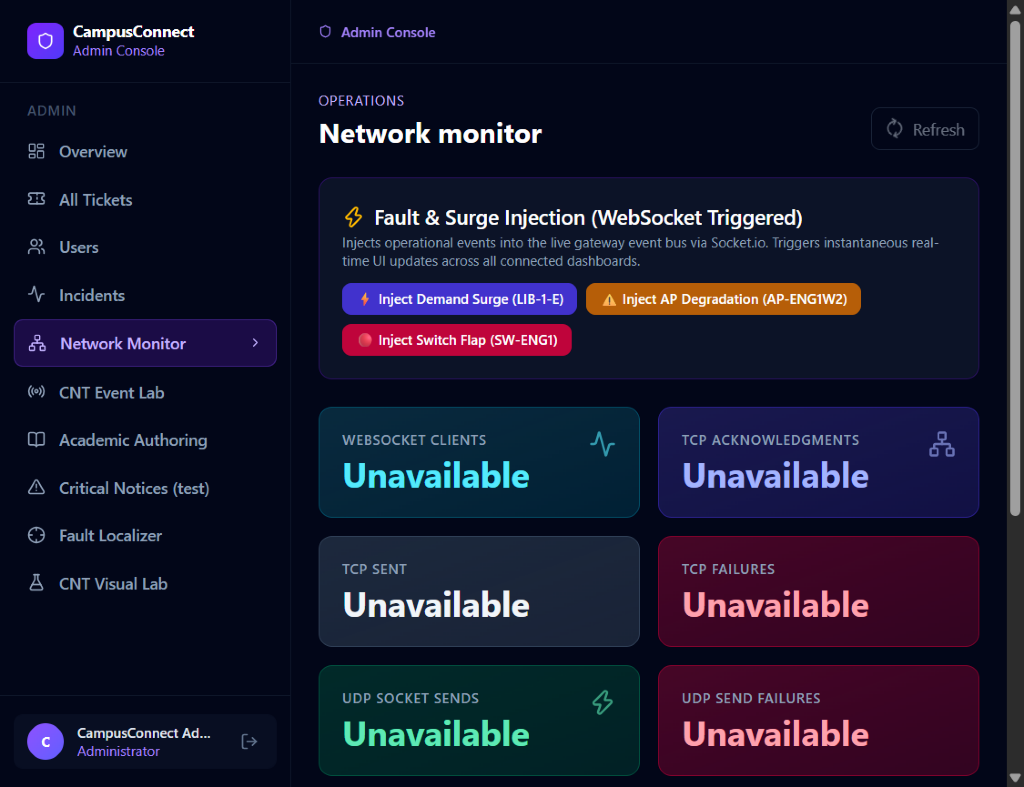 CampusConnect
Admin Console
ADMIN
Overview
All Tickets
Users
Incidents
Network Monitor
CNT Event Lab
Academic Authoring
Critical Notices (test)
Fault Localizer
CNT Visual Lab
C
CampusConnect Ad...
Administrator
Admin Console
OPERATIONS
Network monitor
Refresh
Fault & Surge Injection (WebSocket Triggered)
Injects operational events into the live gateway event bus via Socket.io. Triggers instantaneous real-
time UI updates across all connected dashboards.
Inject Demand Surge (LIB-1-E)
Inject AP Degradation (AP-ENG1W2)
Inject Switch Flap (SW-ENG1)
WEBSOCKET CLIENTS
Unavailable
TCP ACKNOWLEDGMENTS
Unavailable
TCP SENT
Unavailable
TCP FAILURES
Unavailable
UDP SOCKET SENDS
Unavailable
UDP SEND FAILURES
Unavailable